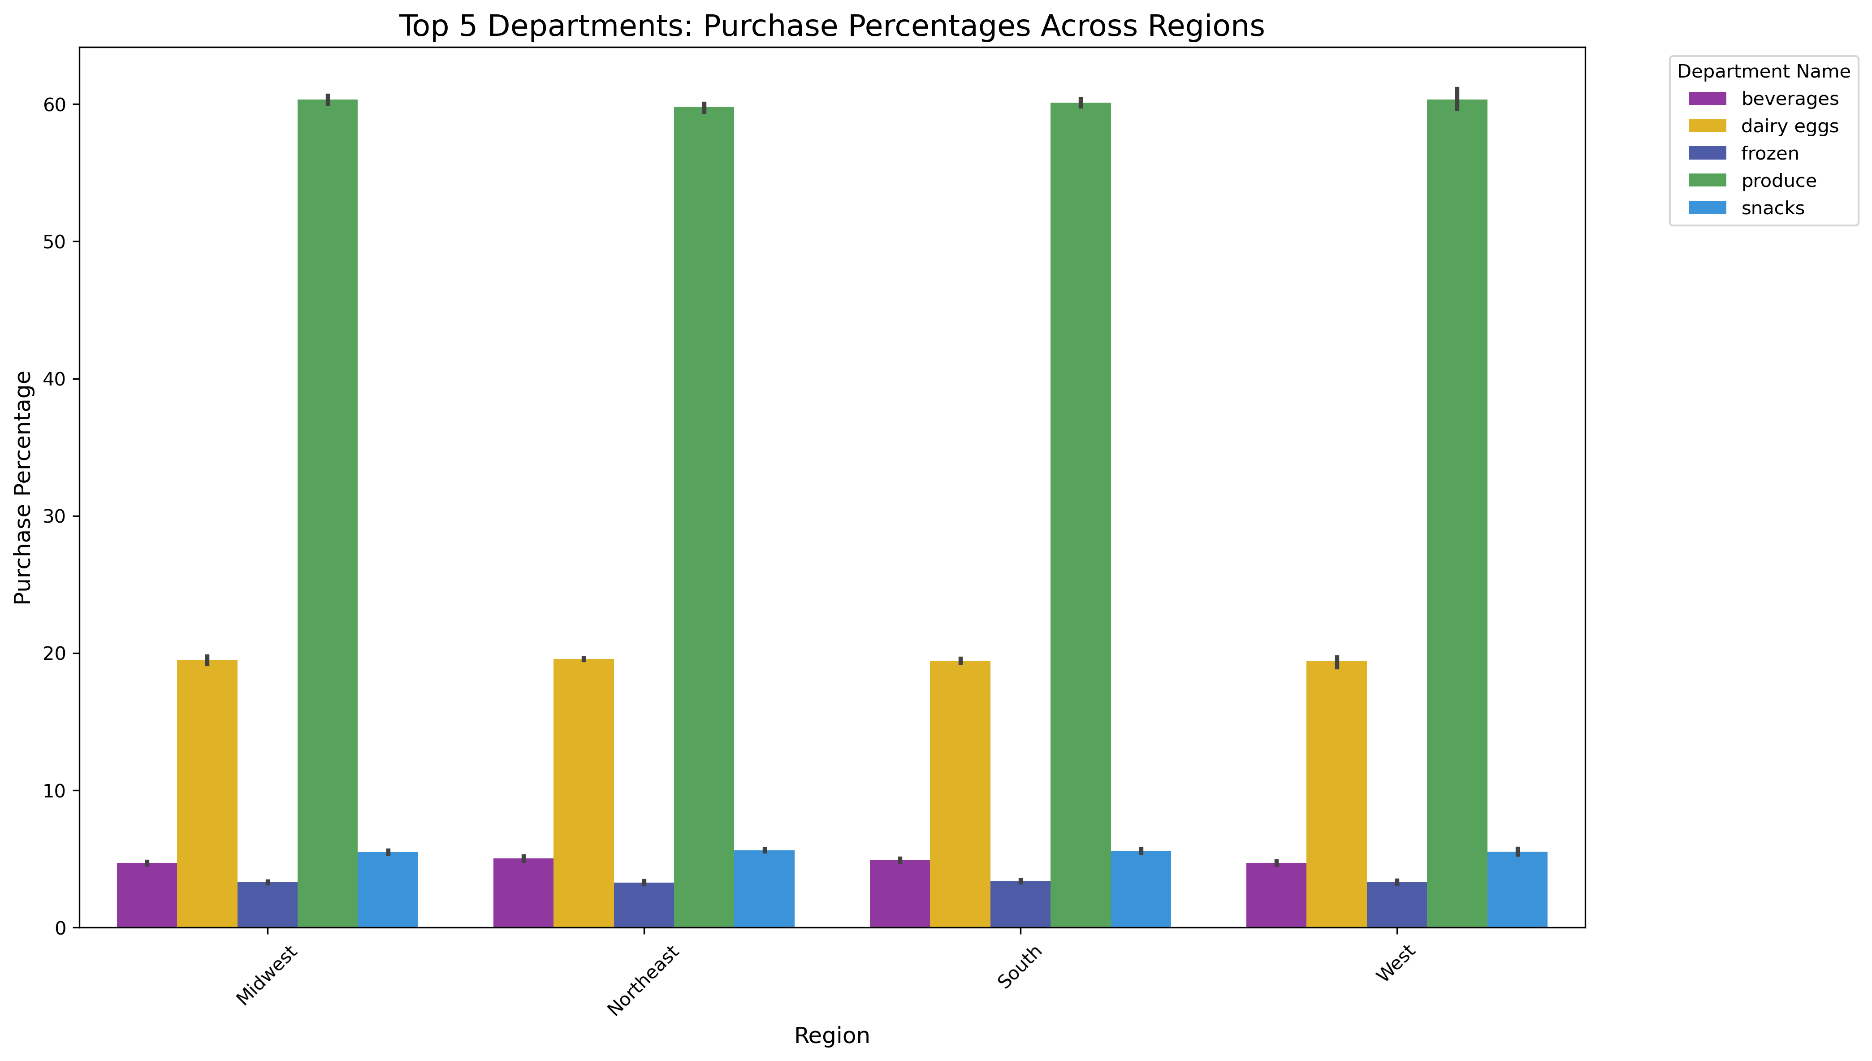 Top 5 Departments: Purchase Percentages Across Regions
Department Name
beverages
dairy eggs
frozen
produce
snacks
Purchase Percentage
60
50
40
30
20
10
0
Midwest
Northeast
South
West
Region